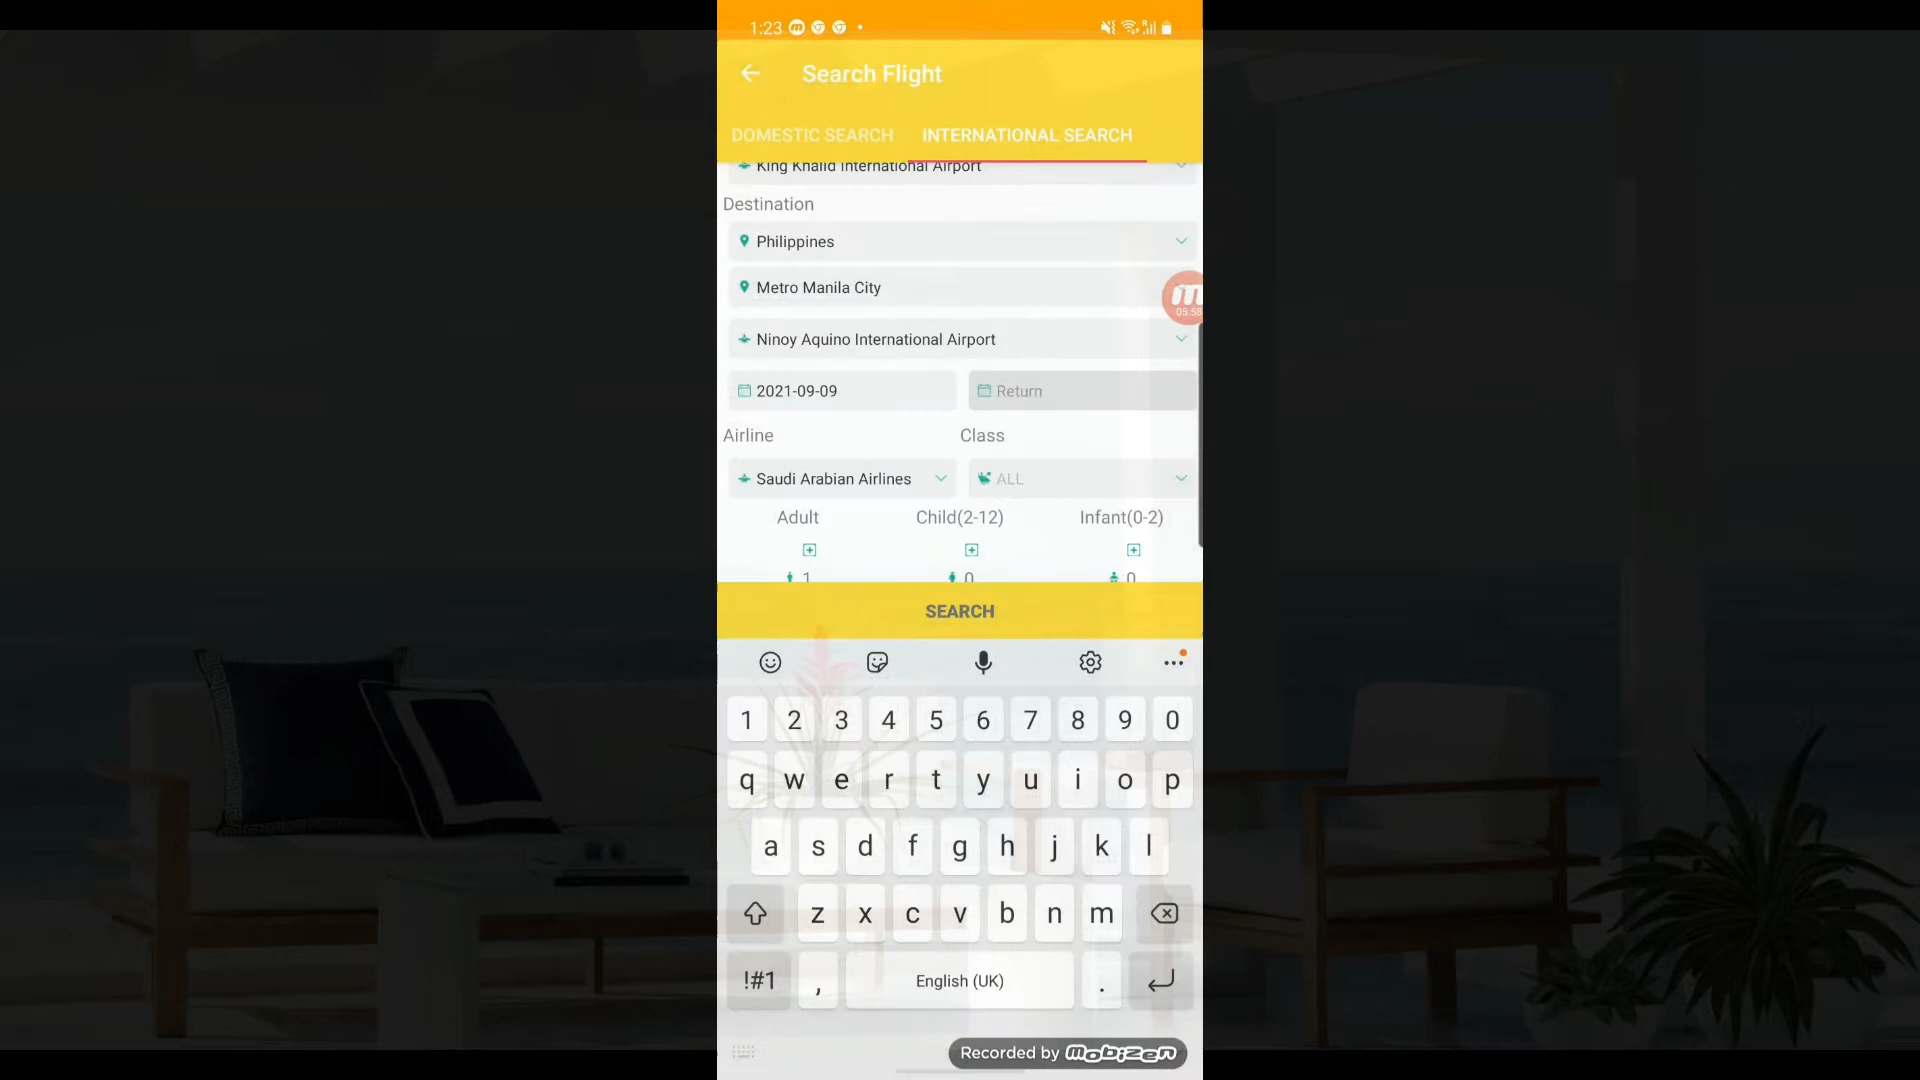 1:23
Search Flight
DOMESTIC SEARCH INTERNATIONAL SEARCH
King Khalid International Airport
Destination
Philippines
Metro Manila City
05:58
Ninoy Aquino International Airport
2021-09-09 Return
Airline Class
Saudi Arabian Airlines ALL
Adult Child(2-12) Infant(0-2)
1 0 0
SEARCH
1 2 3 4 5 6 7 8 9 0
q w e r t y u i o p
a s d f g h j k l
z x c v b n m
!#1 , English (UK) .
Recorded by mobizen